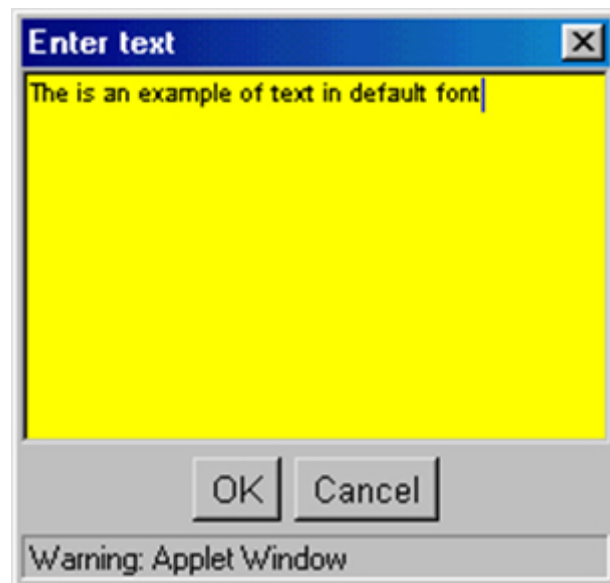 Enter text
The is an example of text in default font
OK Cancel
Warning: Applet Window